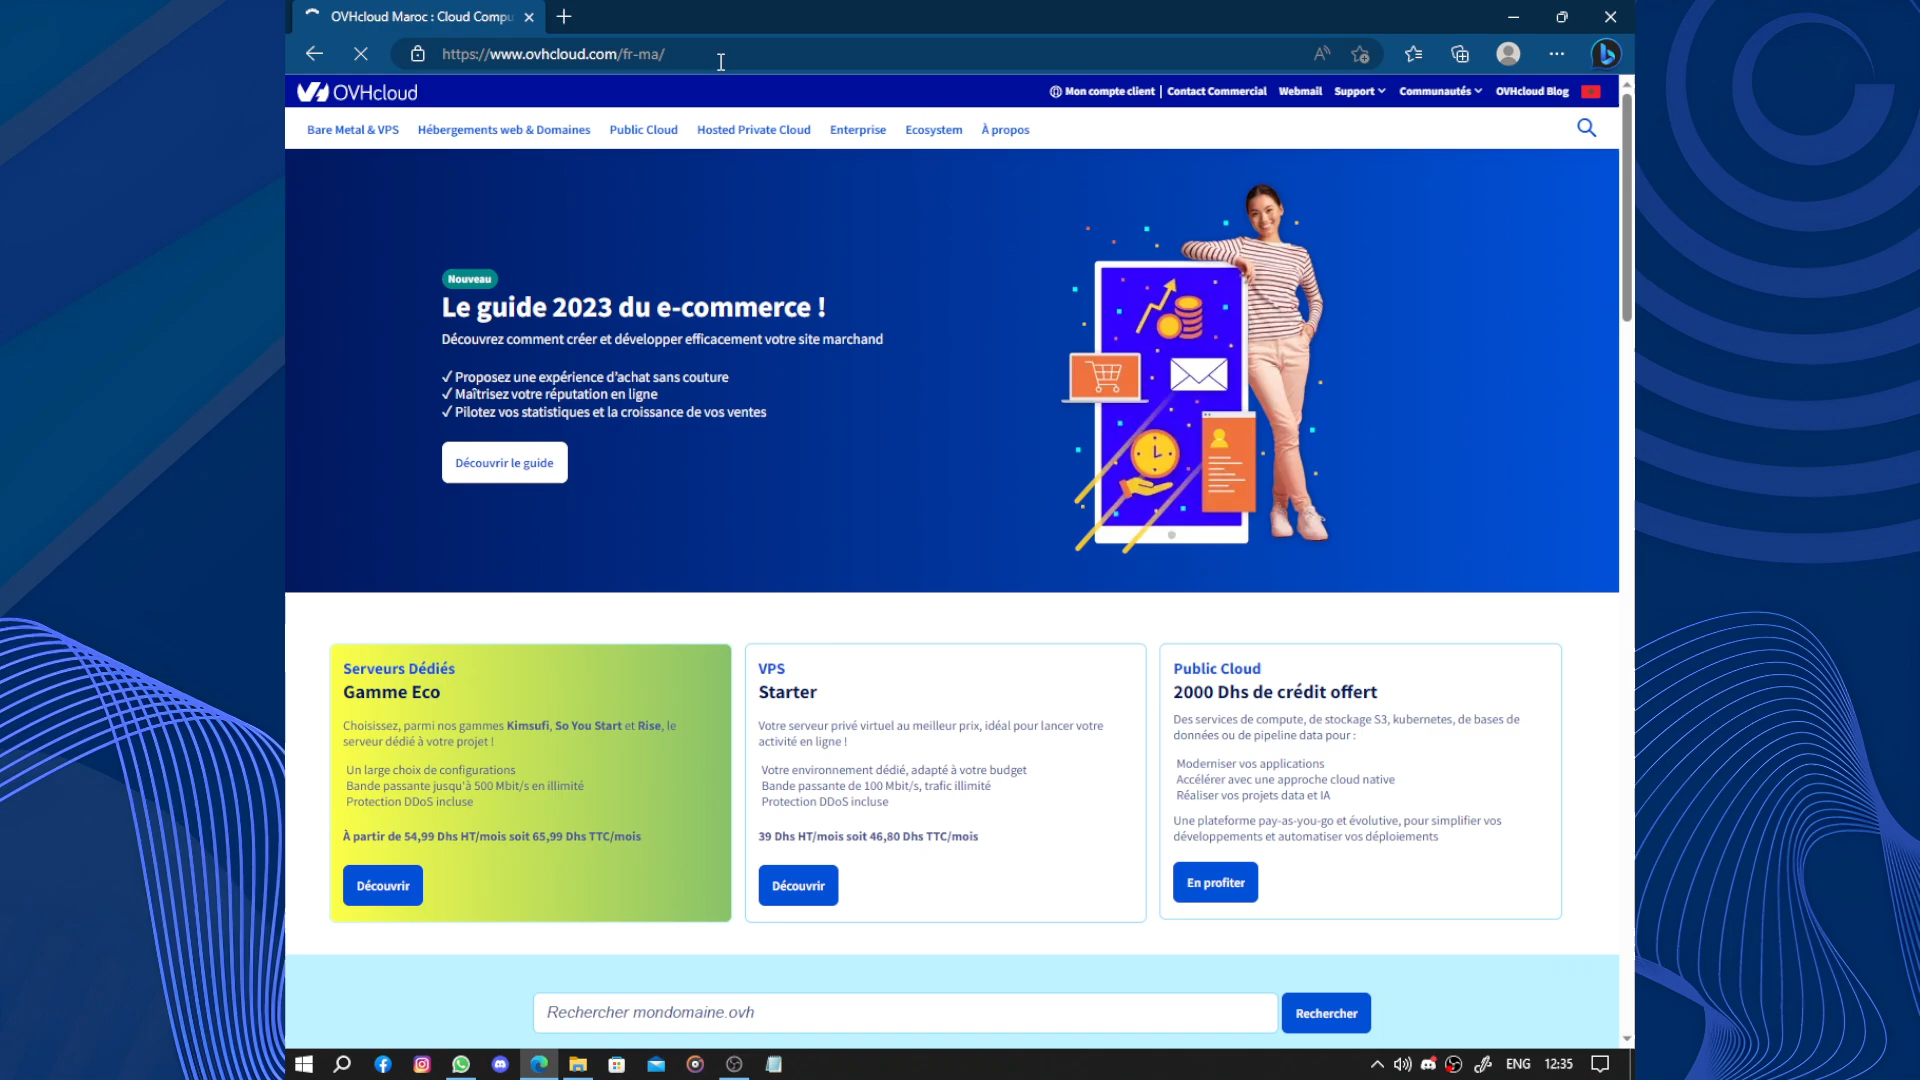 OVHcloud Maroc : Cloud Compu
https://www.ovhcloud.com/fr-ma/
OVHcloud
Mon compte client | Contact Commercial Webmail Support Communautés OVHcloud Blog
Bare Metal & VPS Hébergements web & Domaines Public Cloud Hosted Private Cloud Enterprise Ecosystem À propos
Nouveau
Le guide 2023 du e-commerce !
Découvrez comment créer et développer efficacement votre site marchand
✓ Proposez une expérience d'achat sans couture
✓ Maîtrisez votre réputation en ligne
✓ Pilotez vos statistiques et la croissance de vos ventes
Découvrir le guide
Serveurs Dédiés
Gamme Eco
Choisissez, parmi nos gammes Kimsufi, So You Start et Rise, le
serveur dédié à votre projet !
Un large choix de configurations
Bande passante jusqu'à 500 Mbit/s en illimité
Protection DDoS incluse
À partir de 54,99 Dhs HT/mois soit 65,99 Dhs TTC/mois
Découvrir
VPS
Starter
Votre serveur privé virtuel au meilleur prix, idéal pour lancer votre
activité en ligne !
Votre environnement dédié, adapté à votre budget
Bande passante de 100 Mbit/s, trafic illimité
Protection DDoS incluse
39 Dhs HT/mois soit 46,80 Dhs TTC/mois
Découvrir
Public Cloud
2000 Dhs de crédit offert
Des services de compute, de stockage S3, kubernetes, de bases de
données ou de pipeline data pour :
Moderniser vos applications
Accélérer avec une approche cloud native
Réaliser vos projets data et IA
Une plateforme pay-as-you-go et évolutive, pour simplifier vos
développements et automatiser vos déploiements
En profiter
Rechercher mondomaine.ovh
Rechercher
ENG 12:35